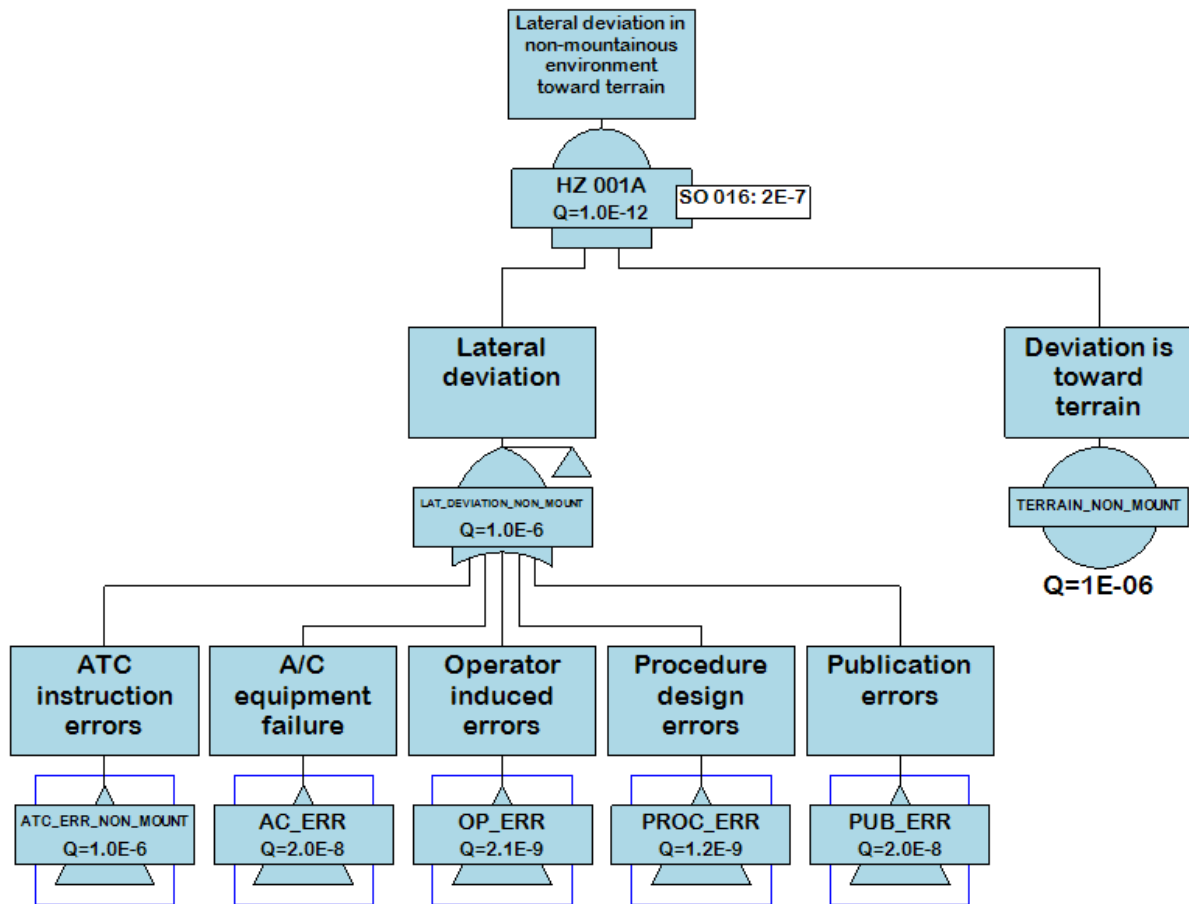 Lateral deviation in
non-mountainous
environment
toward terrain
HZ 001A
Q=1.0E-12
SO 016: 2E-7
Lateral
deviation
Deviation is
toward
terrain
LAT_DEVIATION_NON_MOUNT
Q=1.0E-6
TERRAIN_NON_MOUNT
Q=1E-06
ATC
instruction
errors
A/C
equipment
failure
Operator
induced
errors
Procedure
design
errors
Publication
errors
ATC_ERR_NON_MOUNT
Q=1.0E-6
AC_ERR
Q=2.0E-8
OP_ERR
Q=2.1E-9
PROC_ERR
Q=1.2E-9
PUB_ERR
Q=2.0E-8